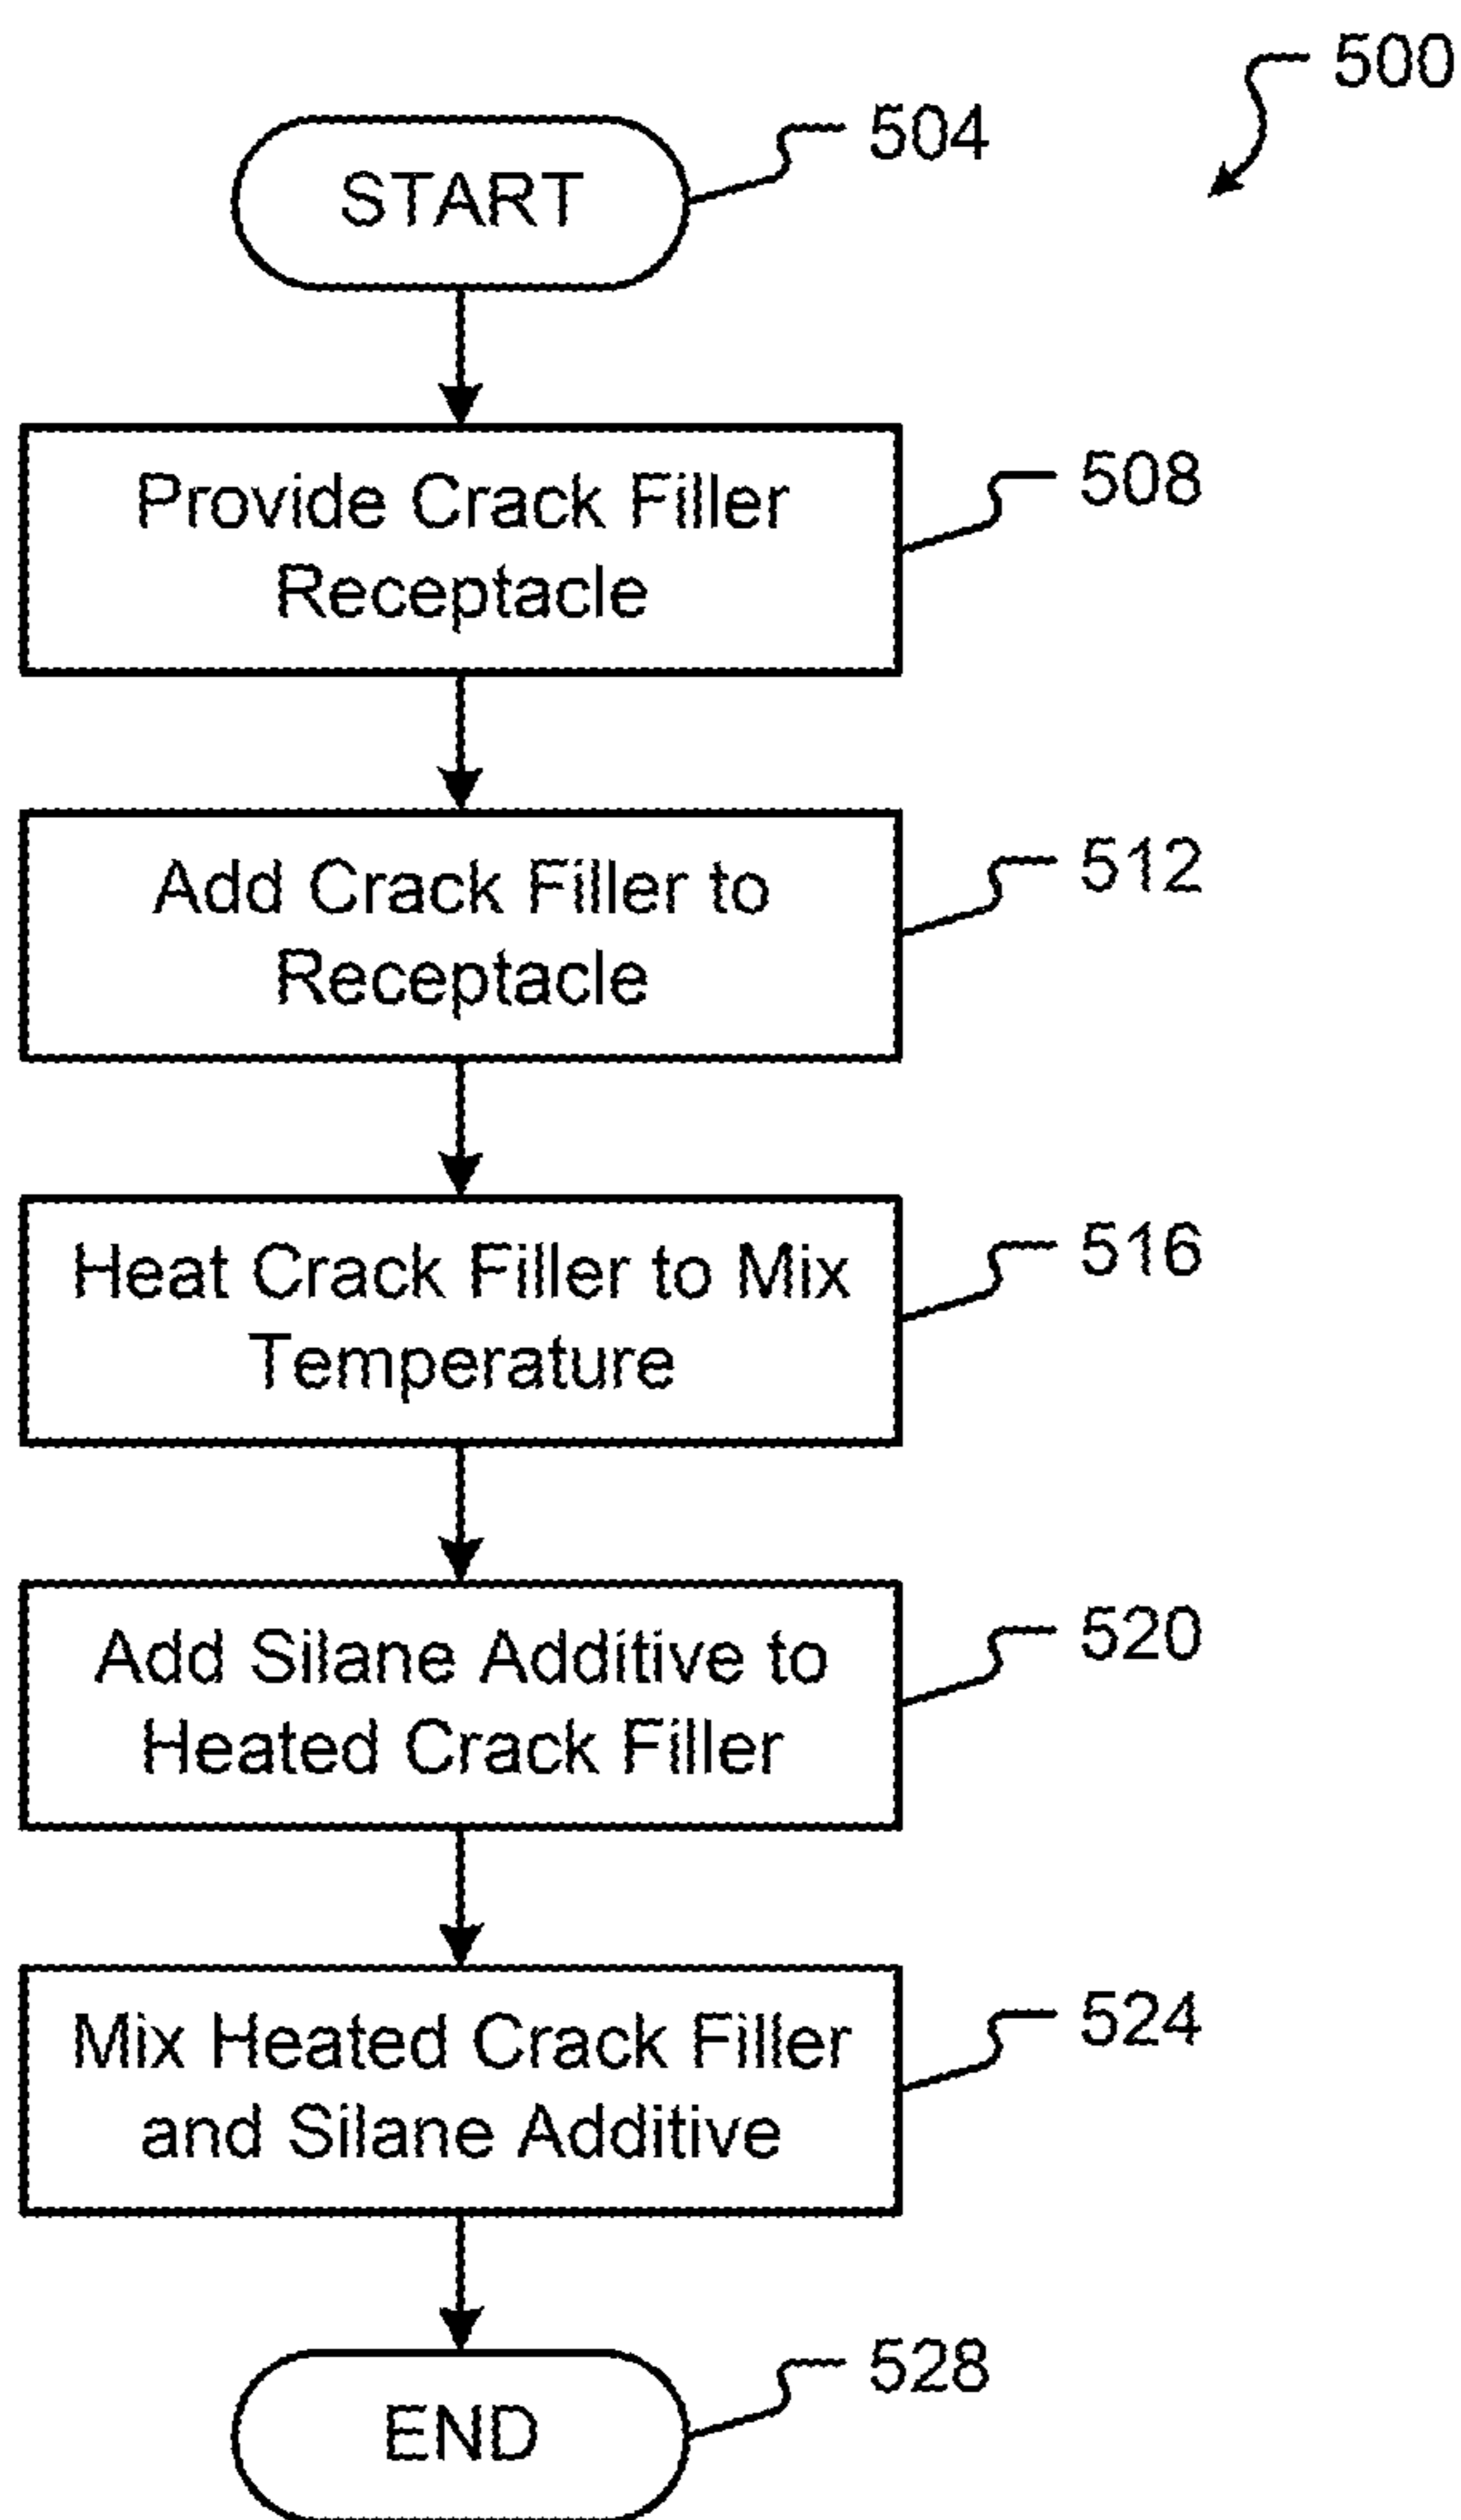 500
START
504
Provide Crack Filler
Receptacle
508
Add Crack Filler to
Receptacle
512
Heat Crack Filler to Mix
Temperature
516
Add Silane Additive to
Heated Crack Filler
520
Mix Heated Crack Filler
and Silane Additive
524
END
528